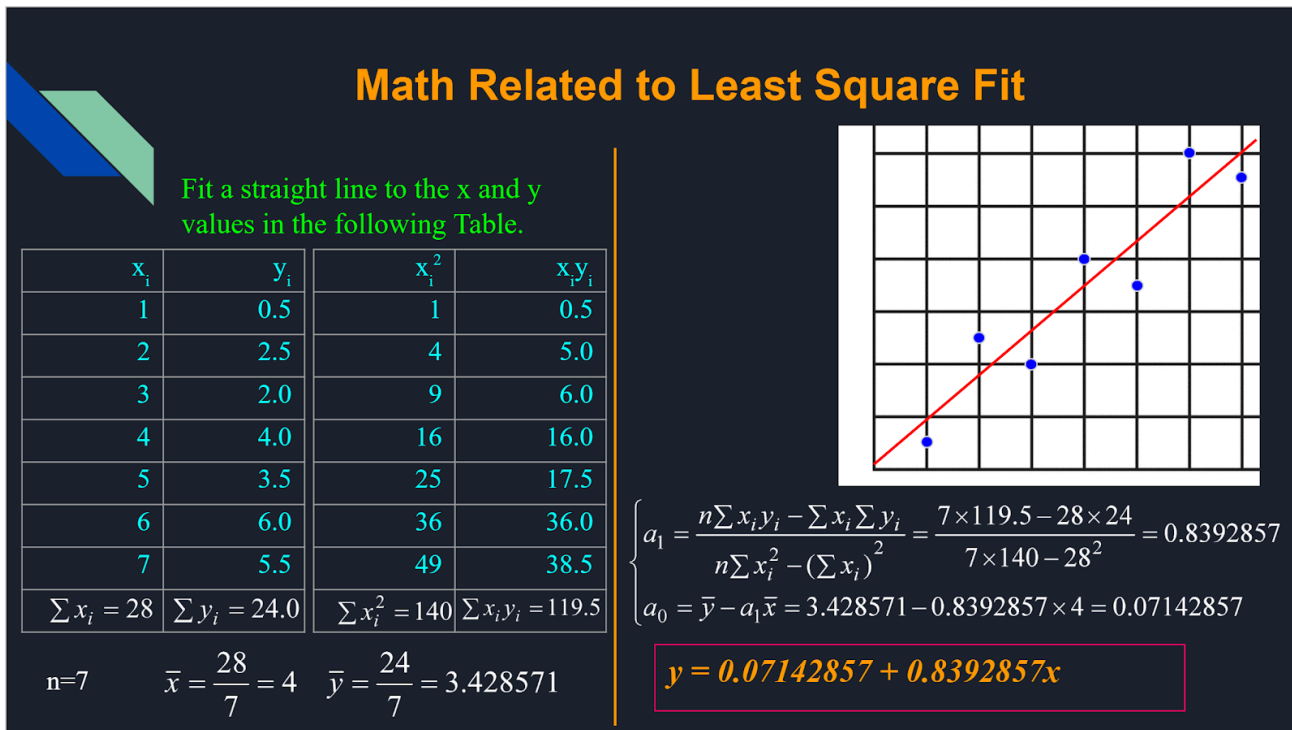 Math Related to Least Square Fit
Fit a straight line to the x and y
values in the following Table.
xᵢ yᵢ xᵢ² xᵢyᵢ
1 0.5 1 0.5
2 2.5 4 5.0
3 2.0 9 6.0
4 4.0 16 16.0
5 3.5 25 17.5
6 6.0 36 36.0
7 5.5 49 38.5
∑xᵢ = 28 ∑yᵢ = 24.0 ∑xᵢ² = 140 ∑xᵢyᵢ = 119.5
n=7 x̄ = 28/7 = 4 ȳ = 24/7 = 3.428571
a₁ = (n∑xᵢyᵢ − ∑xᵢ∑yᵢ) / (n∑xᵢ² − (∑xᵢ)²) = (7×119.5 − 28×24) / (7×140 − 28²) = 0.8392857
a₀ = ȳ − a₁x̄ = 3.428571 − 0.8392857×4 = 0.07142857
y = 0.07142857 + 0.8392857x